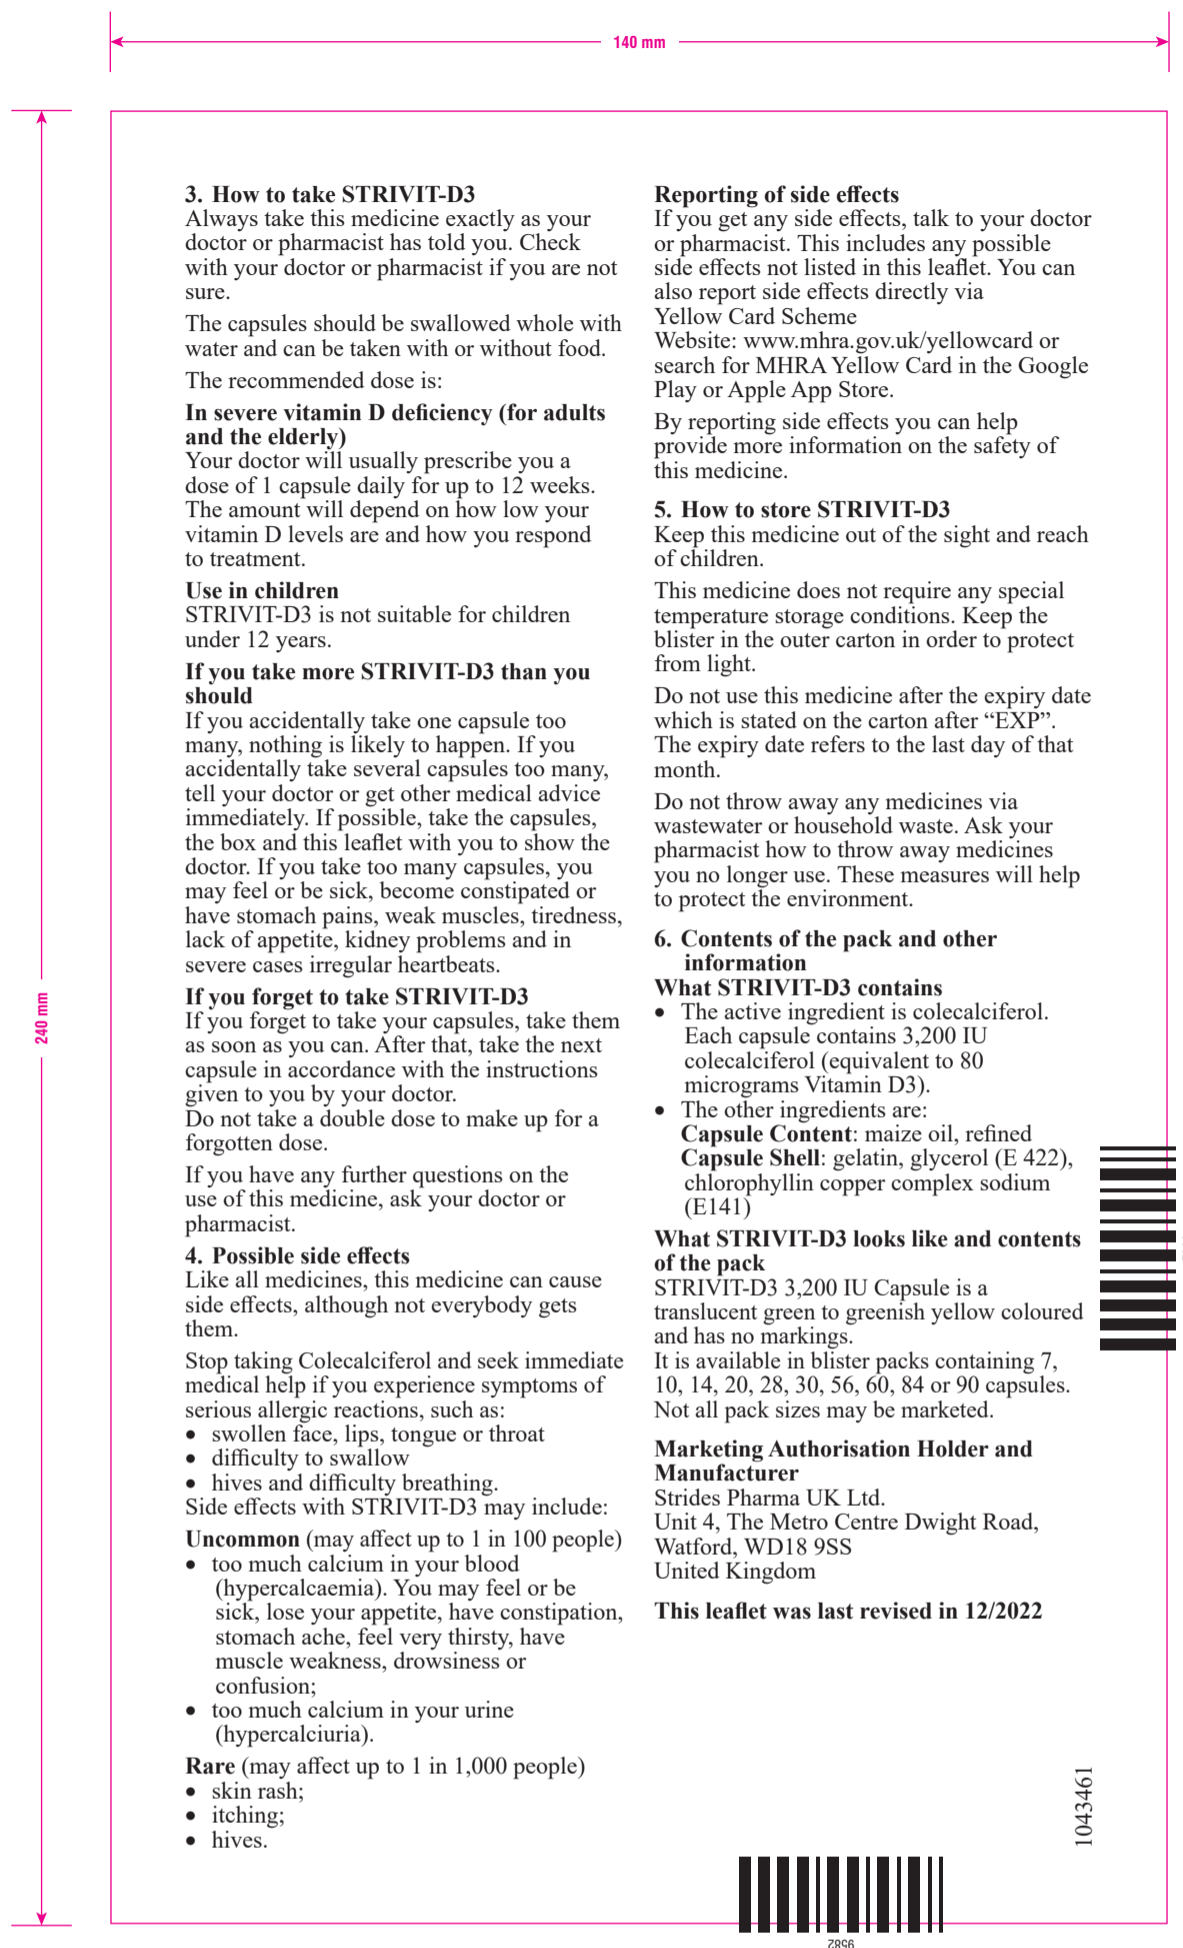 140 mm
240 mm
3. How to take STRIVIT-D3
Always take this medicine exactly as your
doctor or pharmacist has told you. Check
with your doctor or pharmacist if you are not
sure.
The capsules should be swallowed whole with
water and can be taken with or without food.
The recommended dose is:
In severe vitamin D deficiency (for adults
and the elderly)
Your doctor will usually prescribe you a
dose of 1 capsule daily for up to 12 weeks.
The amount will depend on how low your
vitamin D levels are and how you respond
to treatment.
Use in children
STRIVIT-D3 is not suitable for children
under 12 years.
If you take more STRIVIT-D3 than you
should
If you accidentally take one capsule too
many, nothing is likely to happen. If you
accidentally take several capsules too many,
tell your doctor or get other medical advice
immediately. If possible, take the capsules,
the box and this leaflet with you to show the
doctor. If you take too many capsules, you
may feel or be sick, become constipated or
have stomach pains, weak muscles, tiredness,
lack of appetite, kidney problems and in
severe cases irregular heartbeats.
If you forget to take STRIVIT-D3
If you forget to take your capsules, take them
as soon as you can. After that, take the next
capsule in accordance with the instructions
given to you by your doctor.
Do not take a double dose to make up for a
forgotten dose.
If you have any further questions on the
use of this medicine, ask your doctor or
pharmacist.
4. Possible side effects
Like all medicines, this medicine can cause
side effects, although not everybody gets
them.
Stop taking Colecalciferol and seek immediate
medical help if you experience symptoms of
serious allergic reactions, such as:
• swollen face, lips, tongue or throat
• difficulty to swallow
• hives and difficulty breathing.
Side effects with STRIVIT-D3 may include:
Uncommon (may affect up to 1 in 100 people)
• too much calcium in your blood
(hypercalcaemia). You may feel or be
sick, lose your appetite, have constipation,
stomach ache, feel very thirsty, have
muscle weakness, drowsiness or
confusion;
• too much calcium in your urine
(hypercalciuria).
Rare (may affect up to 1 in 1,000 people)
• skin rash;
• itching;
• hives.
Reporting of side effects
If you get any side effects, talk to your doctor
or pharmacist. This includes any possible
side effects not listed in this leaflet. You can
also report side effects directly via
Yellow Card Scheme
Website: www.mhra.gov.uk/yellowcard or
search for MHRA Yellow Card in the Google
Play or Apple App Store.
By reporting side effects you can help
provide more information on the safety of
this medicine.
5. How to store STRIVIT-D3
Keep this medicine out of the sight and reach
of children.
This medicine does not require any special
temperature storage conditions. Keep the
blister in the outer carton in order to protect
from light.
Do not use this medicine after the expiry date
which is stated on the carton after “EXP”.
The expiry date refers to the last day of that
month.
Do not throw away any medicines via
wastewater or household waste. Ask your
pharmacist how to throw away medicines
you no longer use. These measures will help
to protect the environment.
6. Contents of the pack and other
information
What STRIVIT-D3 contains
• The active ingredient is colecalciferol.
Each capsule contains 3,200 IU
colecalciferol (equivalent to 80
micrograms Vitamin D3).
• The other ingredients are:
Capsule Content: maize oil, refined
Capsule Shell: gelatin, glycerol (E 422),
chlorophyllin copper complex sodium
(E141)
What STRIVIT-D3 looks like and contents
of the pack
STRIVIT-D3 3,200 IU Capsule is a
translucent green to greenish yellow coloured
and has no markings.
It is available in blister packs containing 7,
10, 14, 20, 28, 30, 56, 60, 84 or 90 capsules.
Not all pack sizes may be marketed.
Marketing Authorisation Holder and
Manufacturer
Strides Pharma UK Ltd.
Unit 4, The Metro Centre Dwight Road,
Watford, WD18 9SS
United Kingdom
This leaflet was last revised in 12/2022
1043461